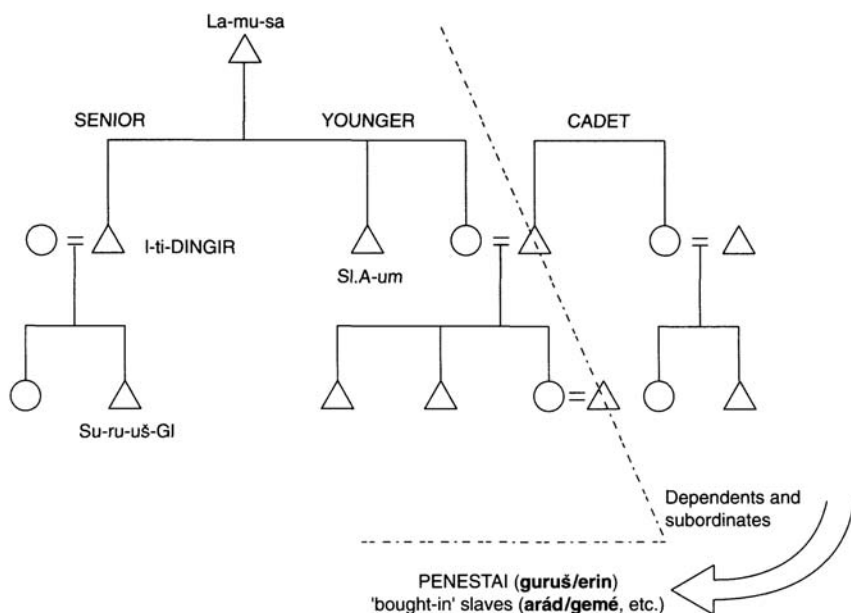 La-mu-sa
SENIOR
YOUNGER
CADET
I-ti-DINGIR
SI.A-um
Su-ru-uš-GI
Dependents and
subordinates
PENESTAI (guruš/erin)
'bought-in' slaves (arád/gemé, etc.)